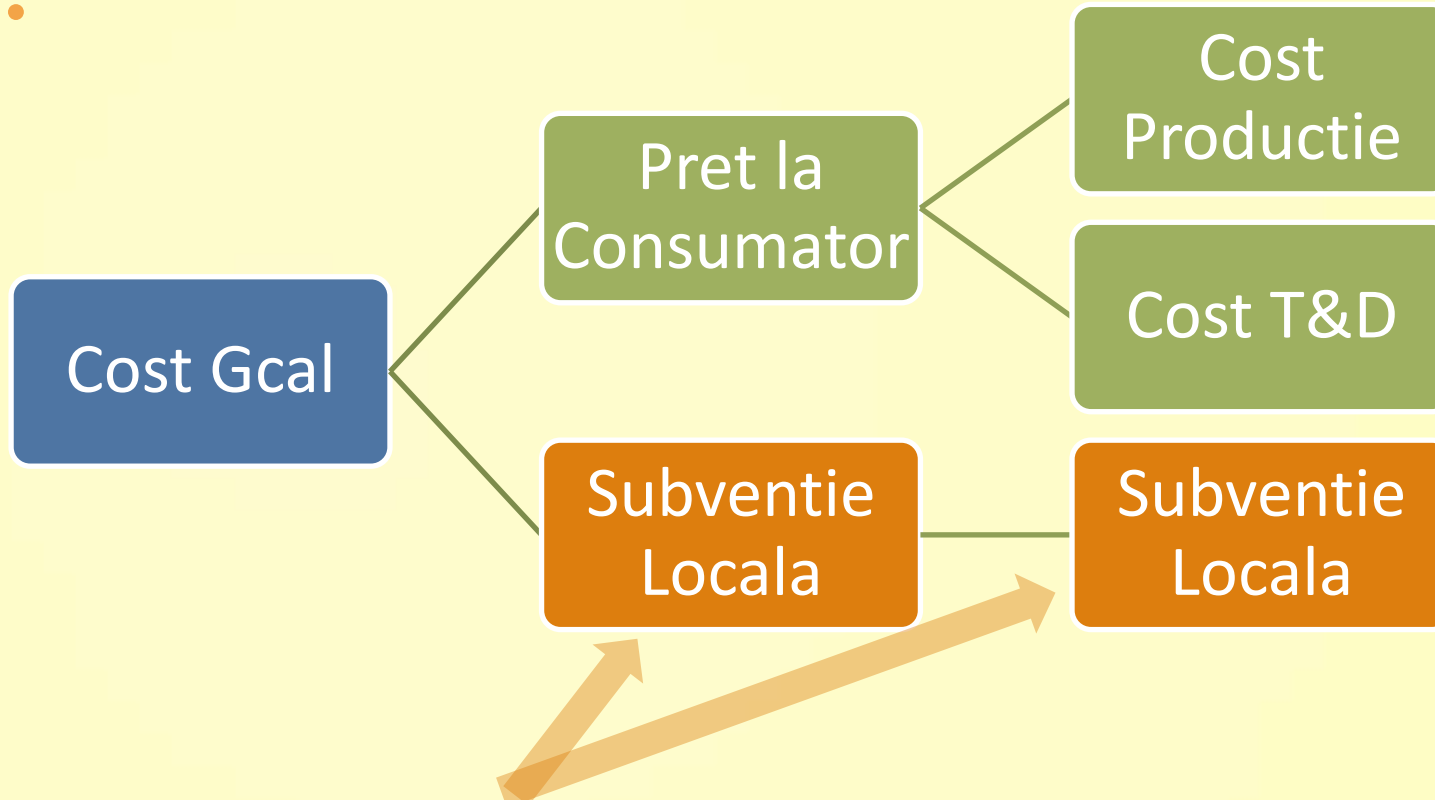 Cost Gcal
Pret la
Consumator
Subventie
Locala
Cost
Productie
Cost T&D
Subventie
Locala